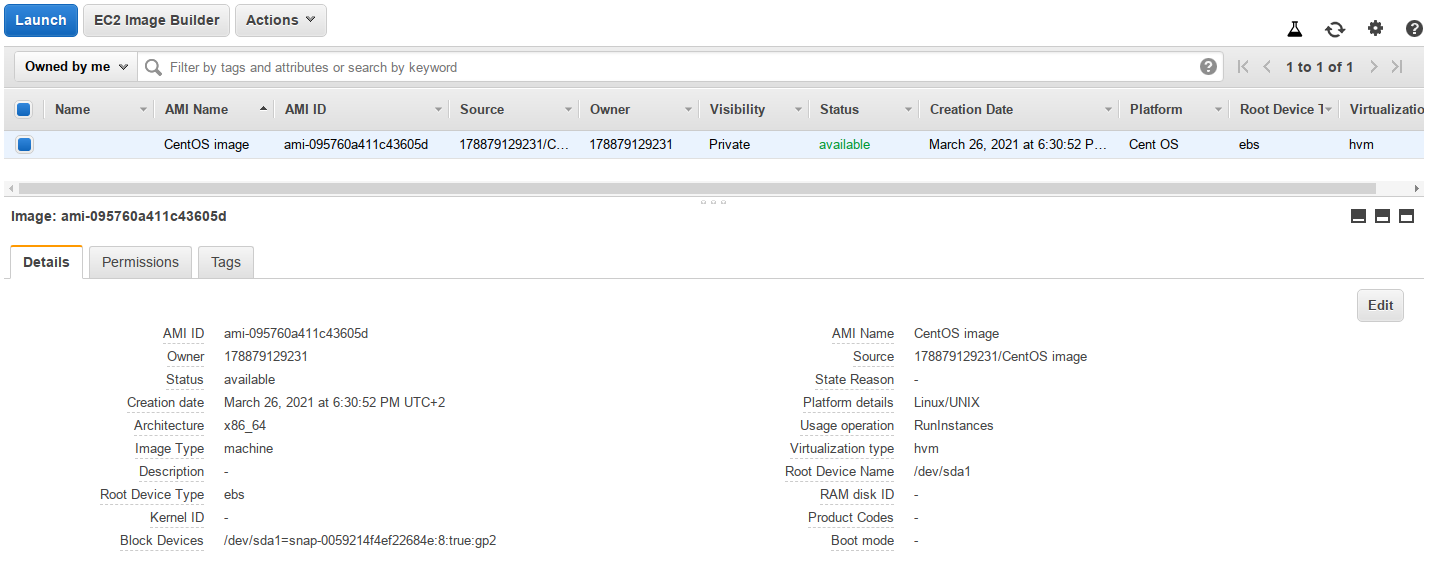 Launch EC2 Image Builder Actions
Owned by me Filter by tags and attributes or search by keyword 1 to 1 of 1
Name AMI Name AMI ID Source Owner Visibility Status Creation Date Platform Root Device T Virtualizatio
CentOS image ami-095760a411c43605d 178879129231/C... 178879129231 Private available March 26, 2021 at 6:30:52 P... Cent OS ebs hvm
Image: ami-095760a411c43605d
Details Permissions Tags
Edit
AMI ID ami-095760a411c43605d AMI Name CentOS image
Owner 178879129231 Source 178879129231/CentOS image
Status available State Reason -
Creation date March 26, 2021 at 6:30:52 PM UTC+2 Platform details Linux/UNIX
Architecture x86_64 Usage operation RunInstances
Image Type machine Virtualization type hvm
Description - Root Device Name /dev/sda1
Root Device Type ebs RAM disk ID -
Kernel ID - Product Codes -
Block Devices /dev/sda1=snap-0059214f4ef22684e:8:true:gp2 Boot mode -